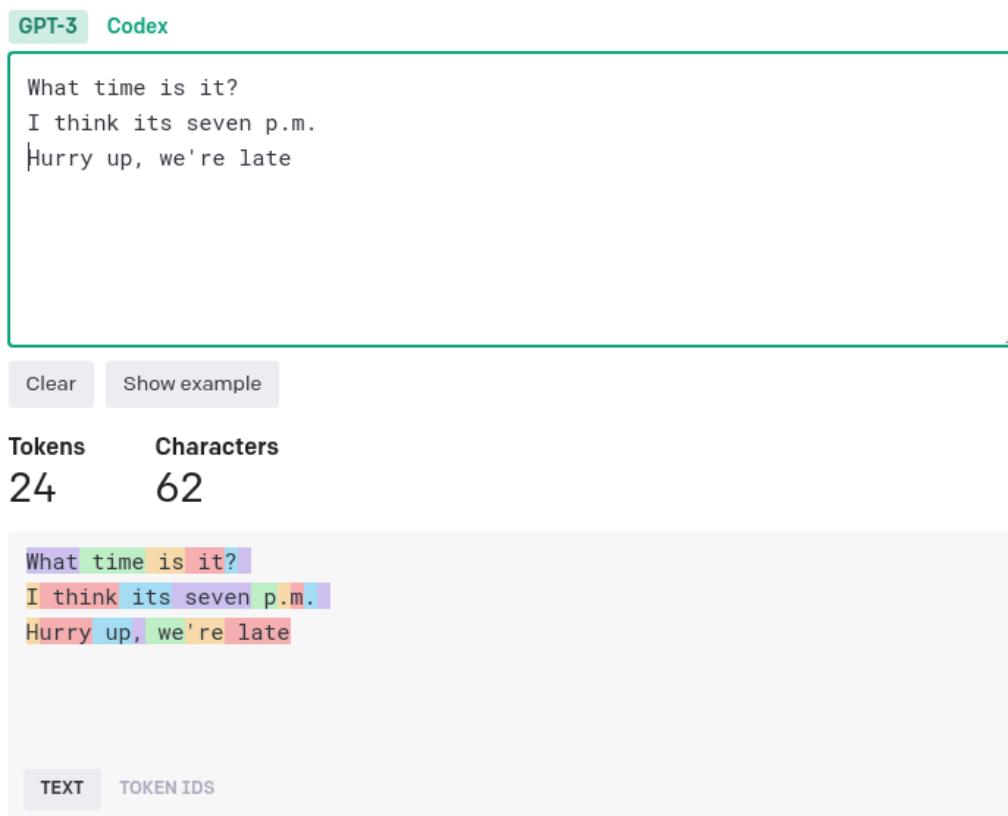 GPT-3 Codex
What time is it?
I think its seven p.m.
Hurry up, we're late
Clear Show example
Tokens Characters
24 62
What time is it?
I think its seven p.m.
Hurry up, we're late
TEXT TOKEN IDS